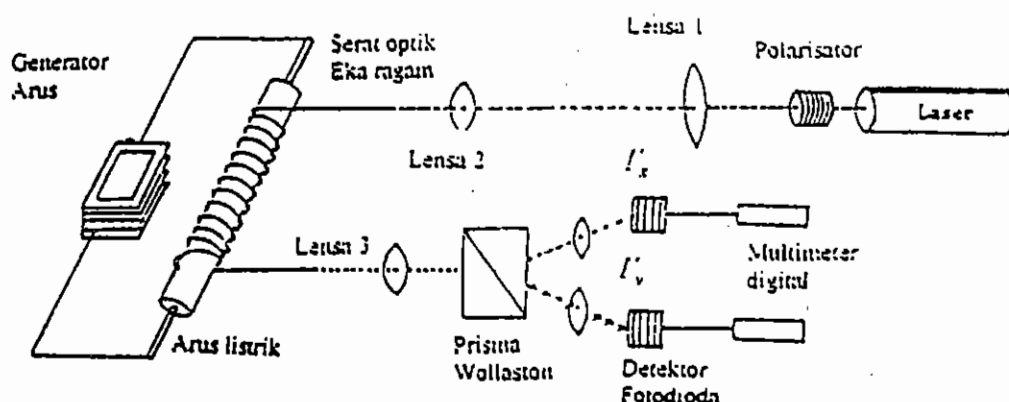 Generator
Arus
Serat optik
Eka ragam
Lensa 1
Polarisator
Laser
Lensa 2
I'x
Lensa 3
I'y
Multimeter
digital
Arus listrik
Prisma
Wollaston
Detektor
Fotodioda